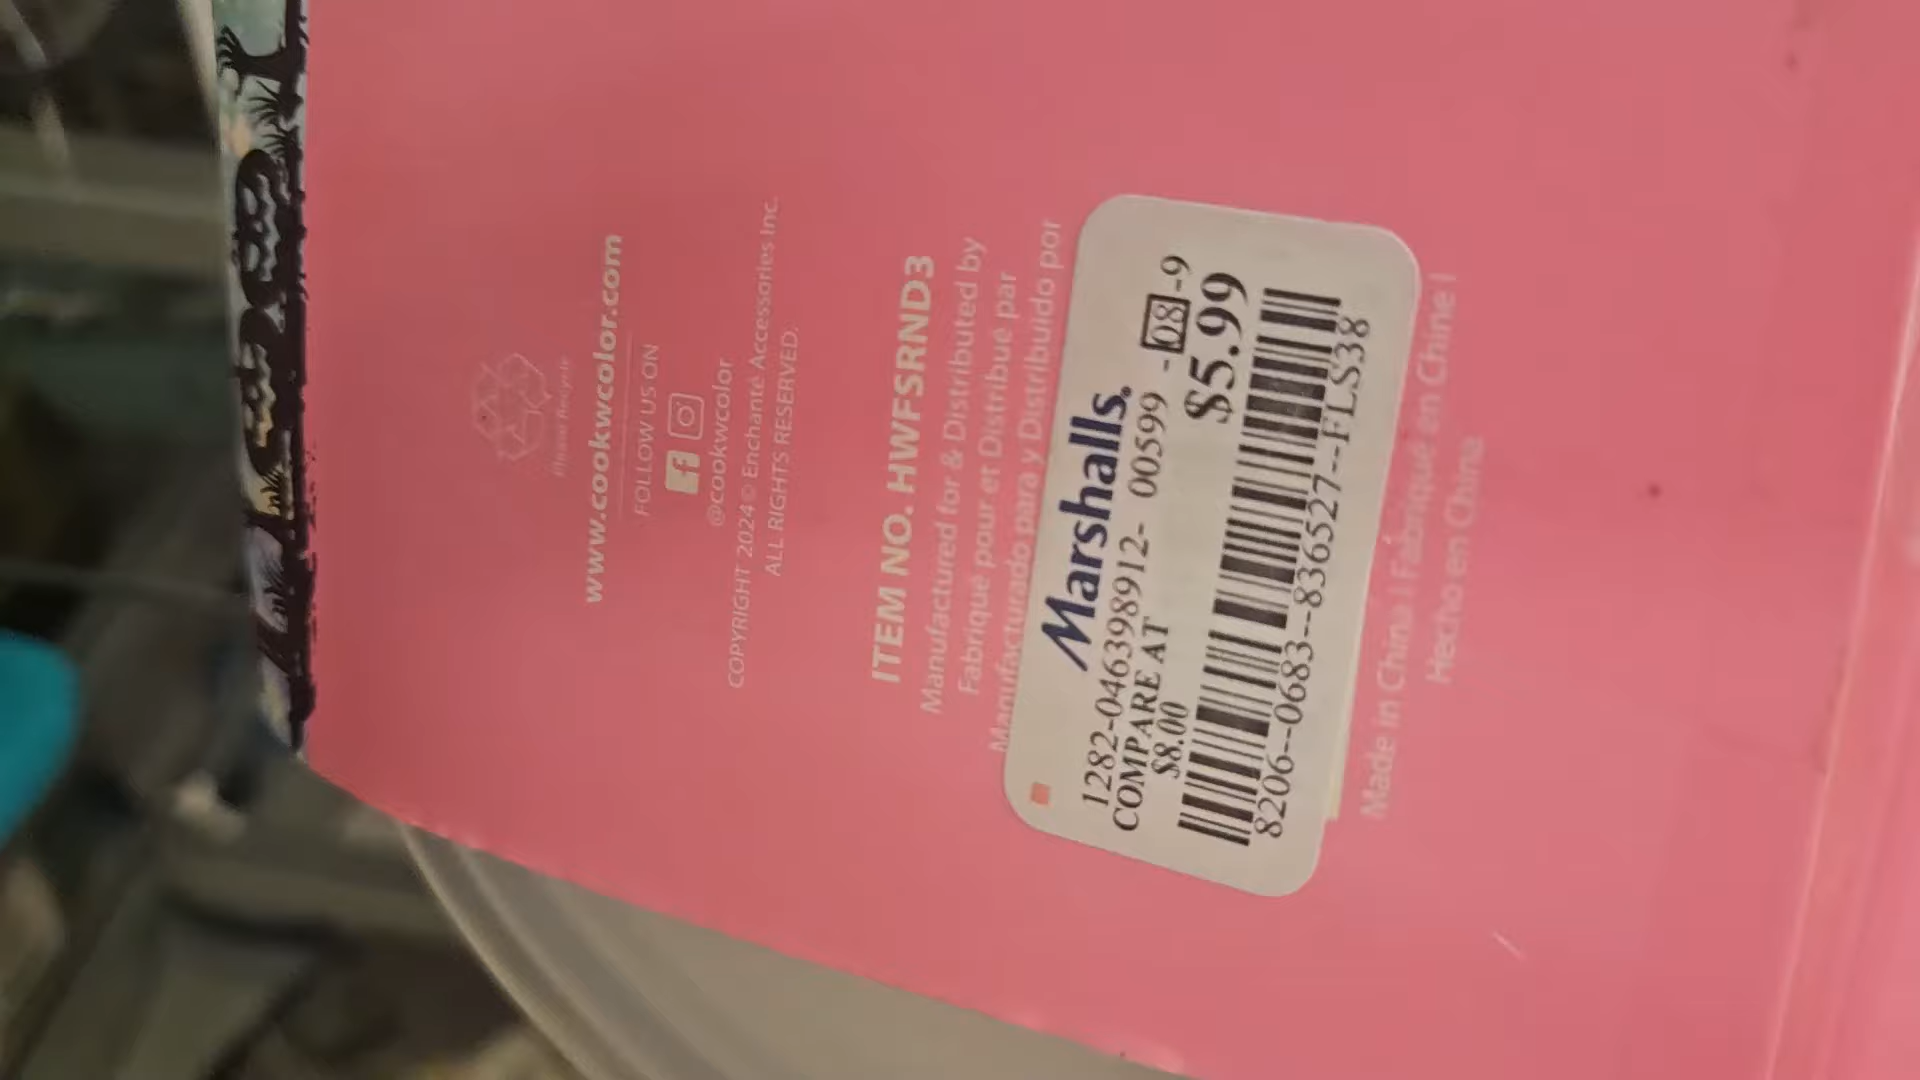 Please Recycle
www.cookwcolor.com
FOLLOW US ON
@cookwcolor
COPYRIGHT 2024 © Enchanté Accessories Inc.
ALL RIGHTS RESERVED.
ITEM NO. HWFSRND3
Manufactured for & Distributed by
Fabriqué pour et Distribué par
Manufacturado para y Distribuido por
Marshalls.
1282-046398912- 00599 -08-9
COMPARE AT
$8.00
$5.99
8206--0683--836527--FLS38
Made in China | Fabriqué en Chine |
Hecho en China